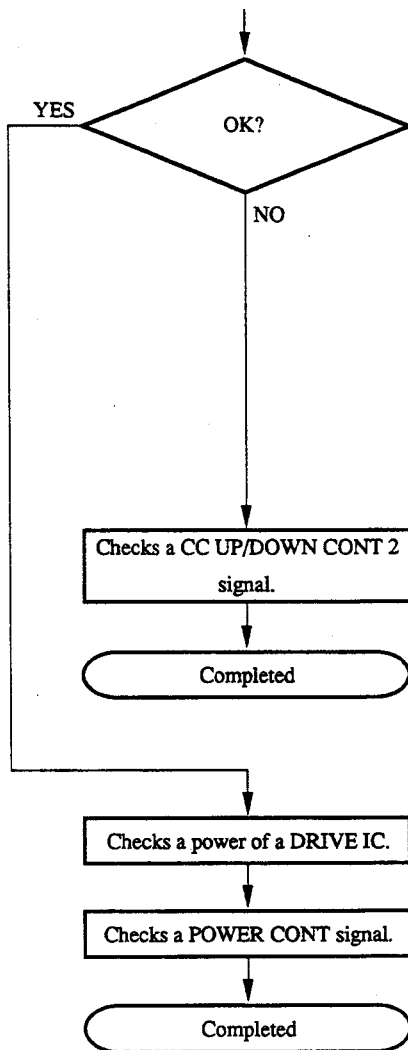 YES
OK?
NO
Checks a CC UP/DOWN CONT 2
signal.
Completed
Checks a power of a DRIVE IC.
Checks a POWER CONT signal.
Completed